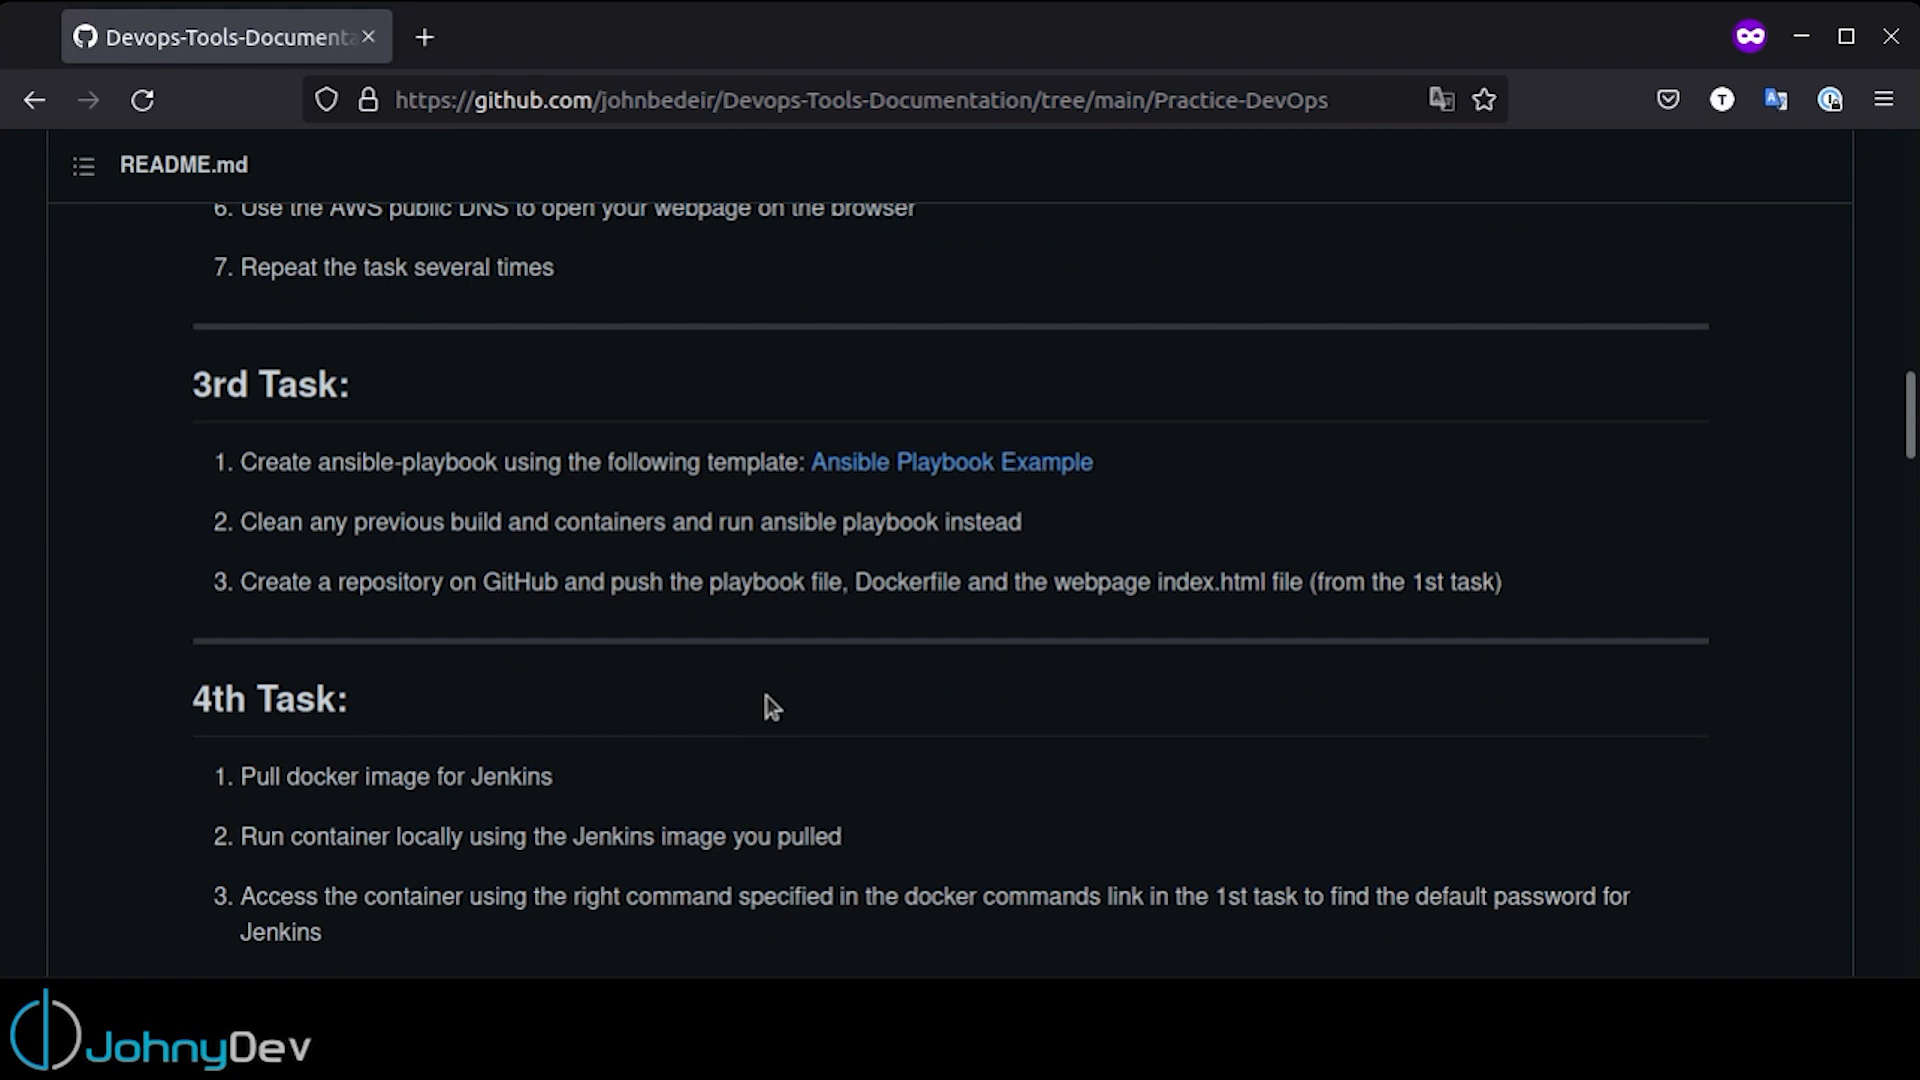 Devops-Tools-Documenta
https://github.com/johnbedeir/Devops-Tools-Documentation/tree/main/Practice-DevOps
README.md
6. Use the AWS public DNS to open your webpage on the browser
7. Repeat the task several times
3rd Task:
1. Create ansible-playbook using the following template: Ansible Playbook Example
2. Clean any previous build and containers and run ansible playbook instead
3. Create a repository on GitHub and push the playbook file, Dockerfile and the webpage index.html file (from the 1st task)
4th Task:
1. Pull docker image for Jenkins
2. Run container locally using the Jenkins image you pulled
3. Access the container using the right command specified in the docker commands link in the 1st task to find the default password for
Jenkins
JohnyDev